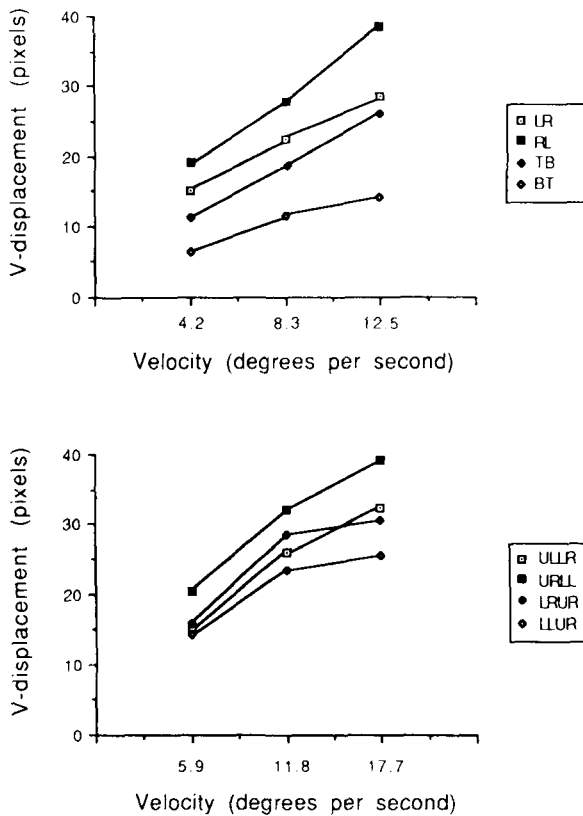 40
30
20
10
0
V-displacement (pixels)
4.2 8.3 12.5
Velocity (degrees per second)
LR
RL
TB
BT
40
30
20
10
0
V-displacement (pixels)
5.9 11.8 17.7
Velocity (degrees per second)
ULLR
URLL
LRUR
LLUR